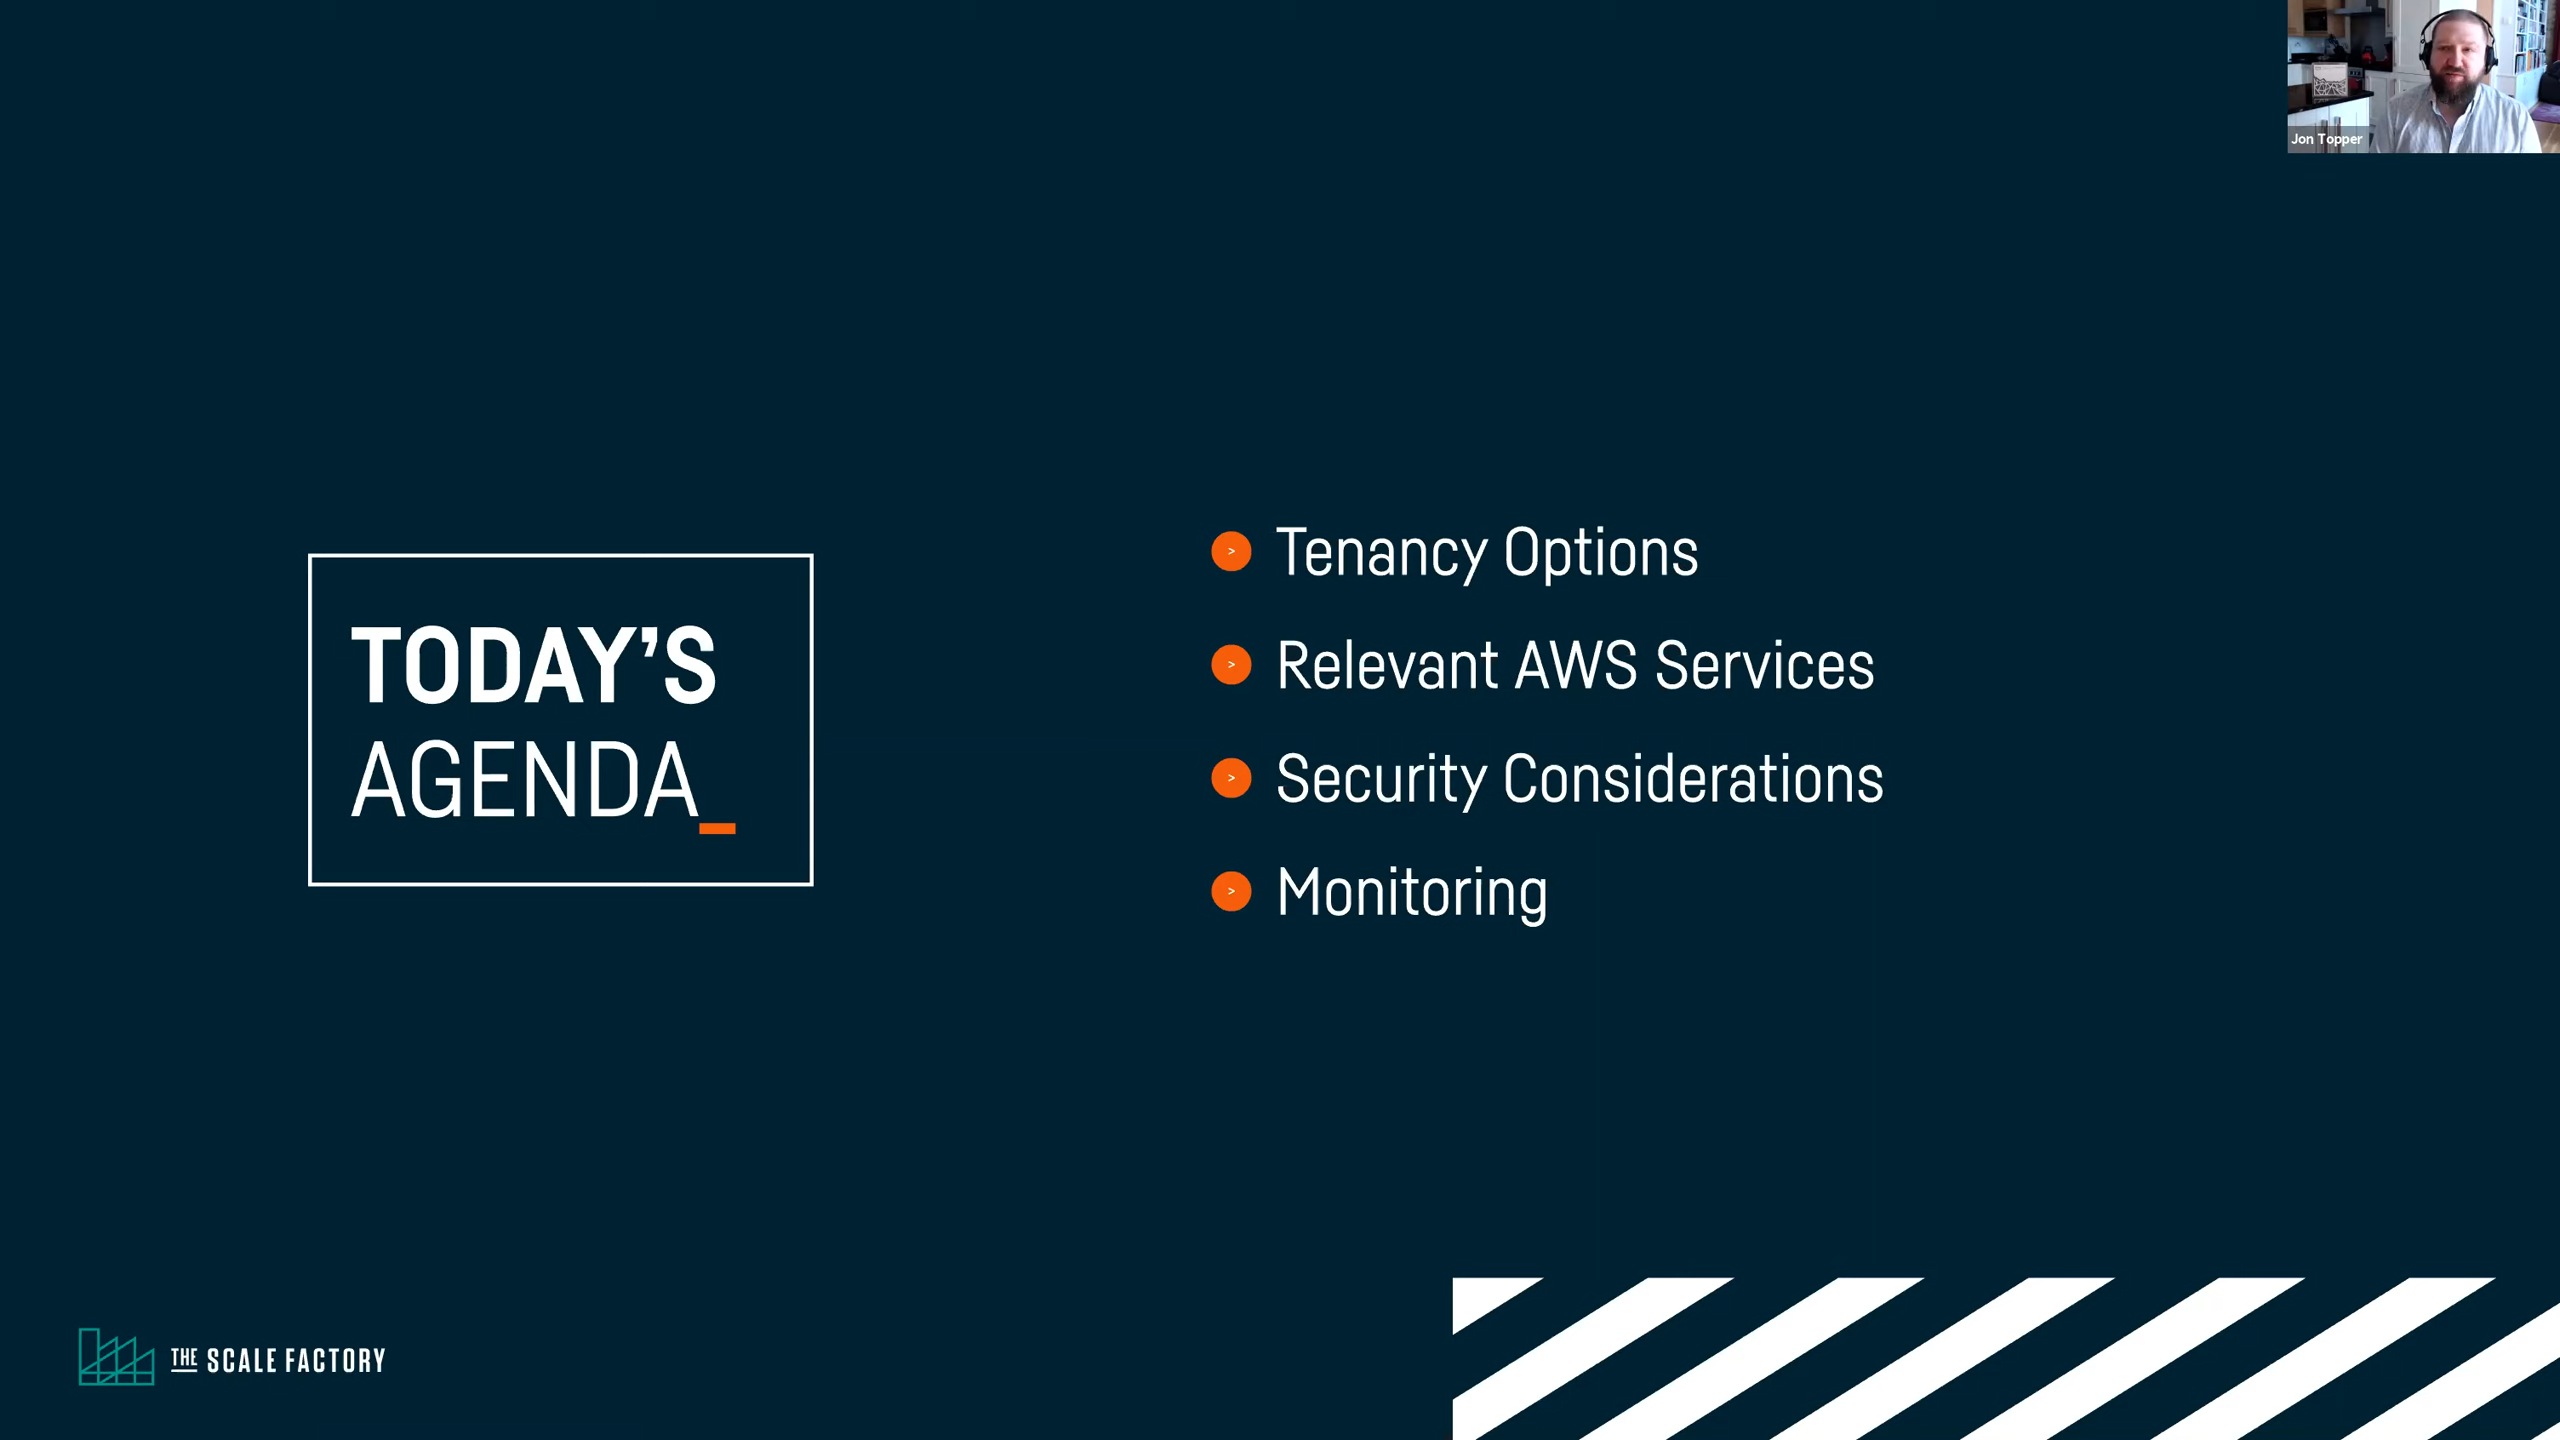 Jon Topper
TODAY’S
AGENDA_
> Tenancy Options
> Relevant AWS Services
> Security Considerations
> Monitoring
THE SCALE FACTORY